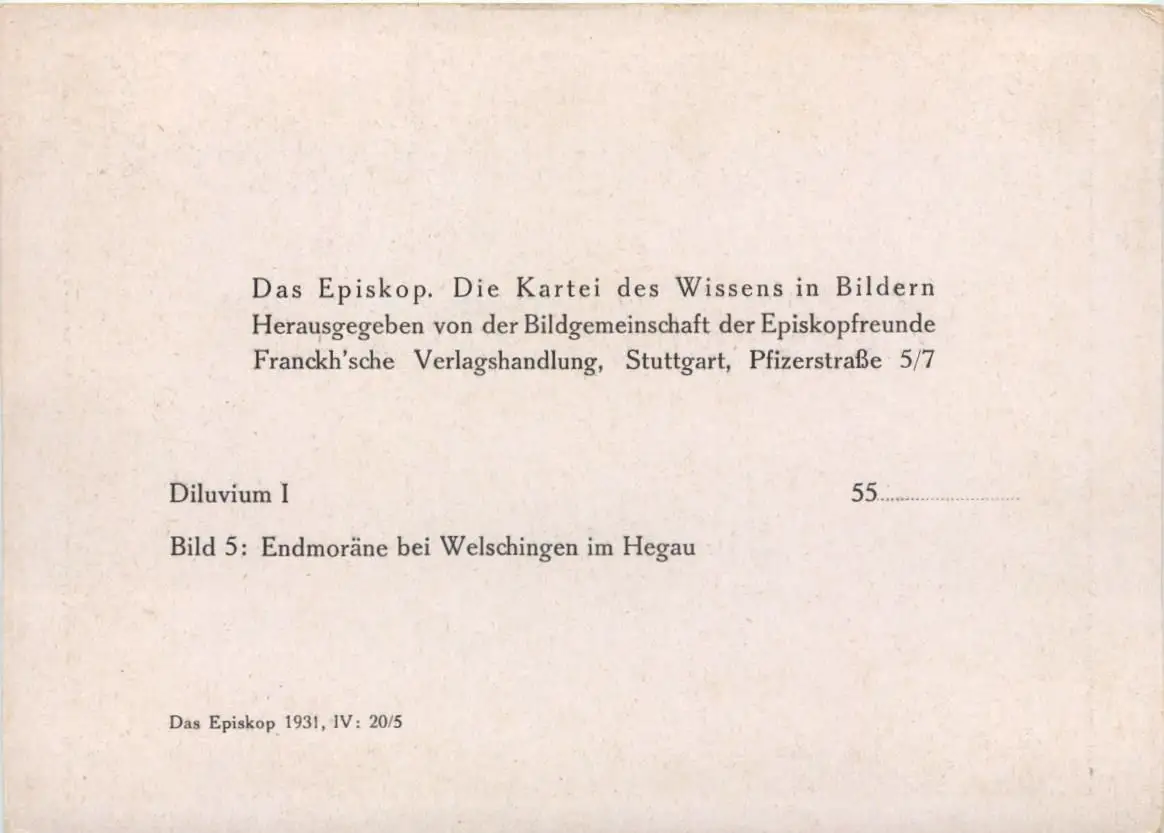 Das Episkop. Die Kartei des Wissens in Bildern
Herausgegeben von der Bildgemeinschaft der Episkopfreunde
Franckh'sche Verlagshandlung, Stuttgart, Pfizerstraße 5/7
Diluvium I 55....................
Bild 5: Endmoräne bei Welschingen im Hegau
Das Episkop 1931, IV: 20/5